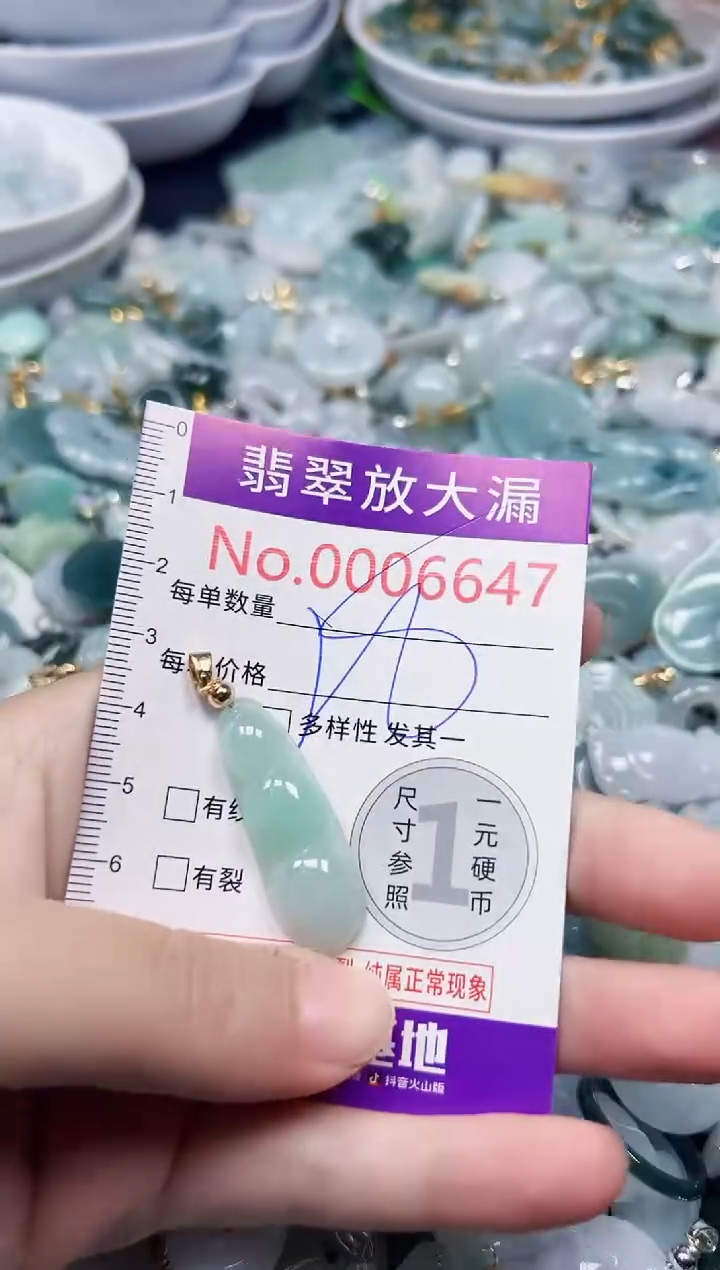 0
翡翠放大漏
1
No.0006647
2
每单数量
3
每 价格
4
多样性 发其一
5
有
尺寸参照
1
一元硬币
6
有裂
纯属正常现象
基地
抖音火山版